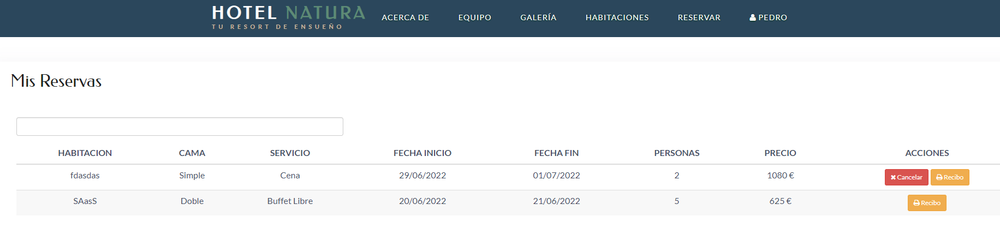 HOTEL NATURA
TU RESORT DE ENSUEÑO
ACERCA DE EQUIPO GALERÍA HABITACIONES RESERVAR PEDRO
Mis Reservas
HABITACION CAMA SERVICIO FECHA INICIO FECHA FIN PERSONAS PRECIO ACCIONES
fdasdas Simple Cena 29/06/2022 01/07/2022 2 1080 € Cancelar Recibo
SAasS Doble Buffet Libre 20/06/2022 21/06/2022 5 625 € Recibo